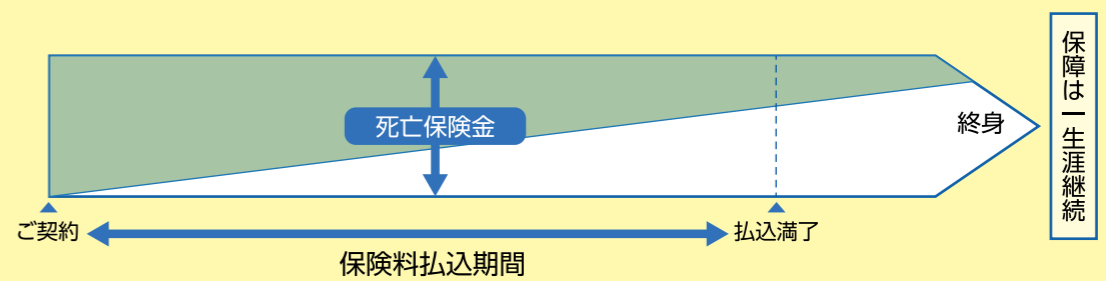 死亡保険金
終身
保障は一生涯継続
ご契約
払込満了
保険料払込期間